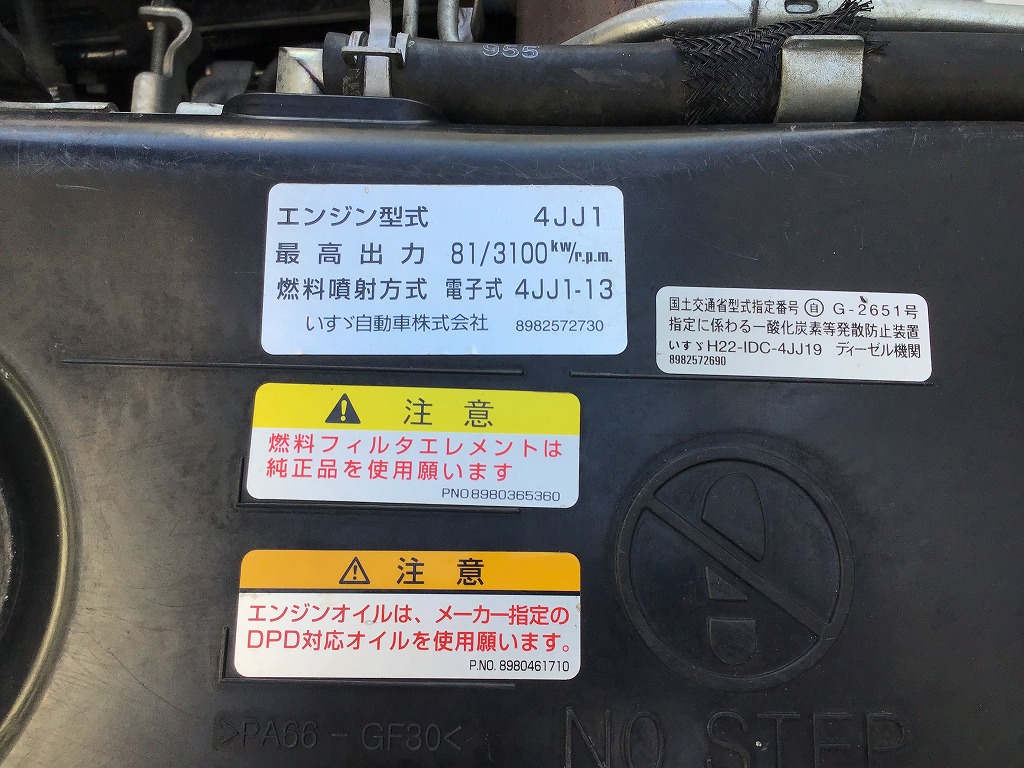 955
エンジン型式 4JJ1
最高出力 81/3100kw/r.p.m.
燃料噴射方式 電子式 4JJ1-13
いすゞ自動車株式会社 8982572730
国土交通省型式指定番号 ㊀自 G-2651号
指定に係わる一酸化炭素等発散防止装置
いすゞH22-IDC-4JJ19 ディーゼル機関
8982572690
注意
燃料フィルタエレメントは
純正品を使用願います
PNO.8980365360
注意
エンジンオイルは、メーカー指定の
DPD対応オイルを使用願います。
P.NO. 8980461710
>PA66-GF30<
NO STEP